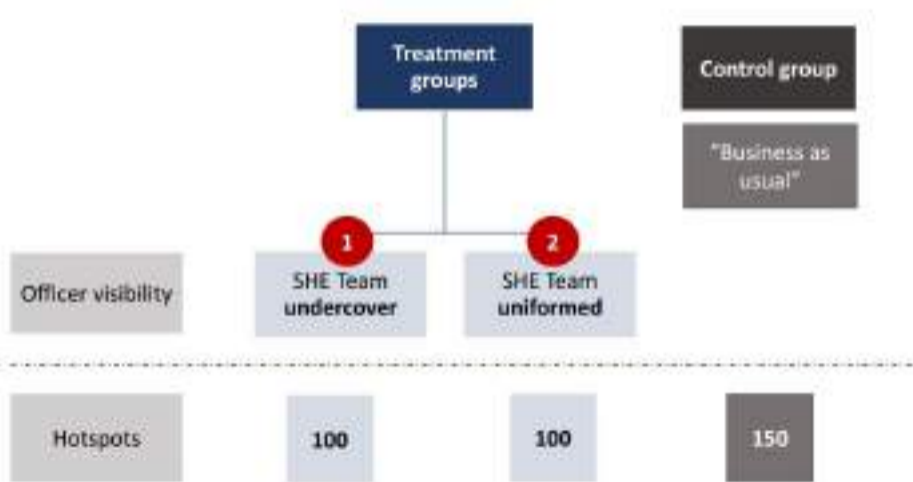 Treatment
groups
Control group
"Business as
usual"
1
2
Officer visibility
SHE Team
undercover
SHE Team
uniformed
Hotspots
100
100
150